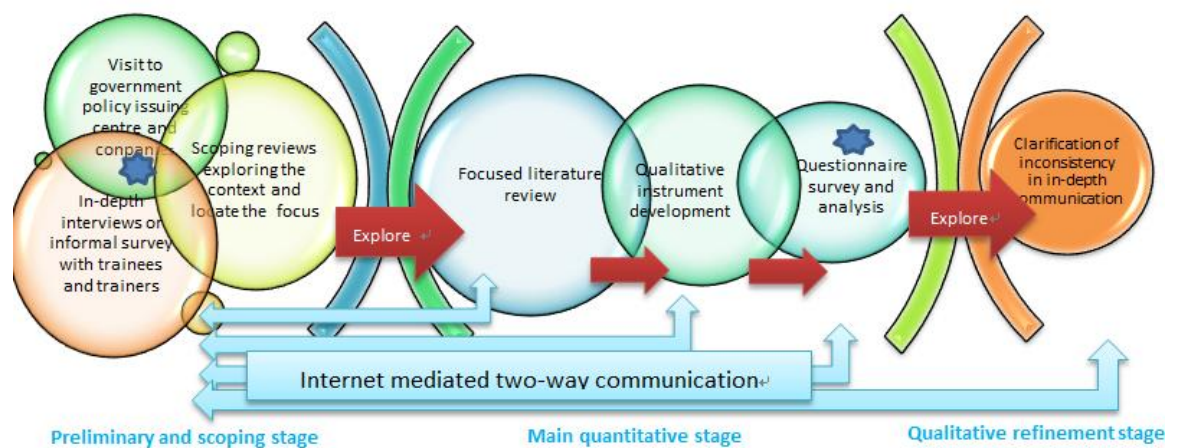 Visit to
government
policy issuing
centre and
conpanies
Scoping reviews
exploring the
context and
locate the focus
In-depth
interviews or
informal survey
with trainees
and trainers
Explore
Focused literature
review
Qualitative
instrument
development
Questionnaire
survey and
analysis
Explore
Clarification of
inconsistency
in in-depth
communication
Internet mediated two-way communication
Preliminary and scoping stage
Main quantitative stage
Qualitative refinement stage